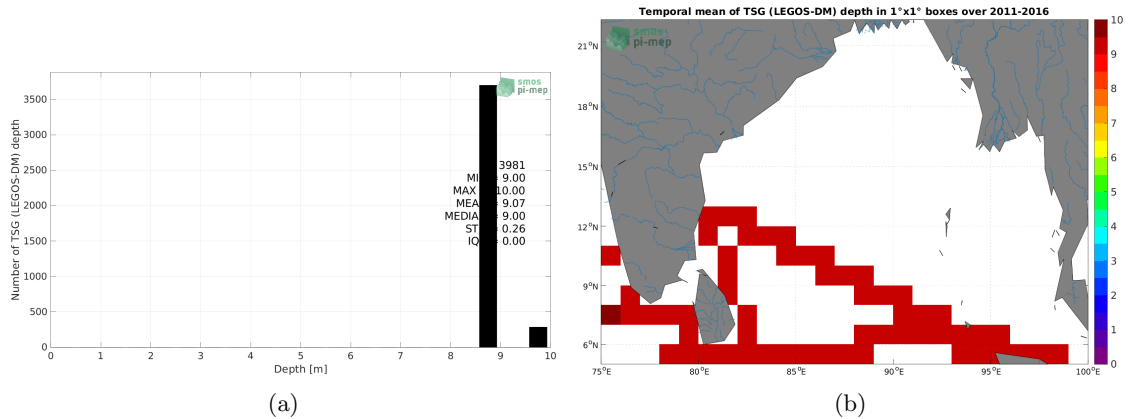 smos
pi-mep
Number of TSG (LEGOS-DM) depth
3500
3000
2500
2000
1500
1000
500
0
3981
9.00
MAX 10.00
9.07
9.00
0.26
0.00
0 1 2 3 4 5 6 7 8 9 10
Depth [m]
(a)
Temporal mean of TSG (LEGOS-DM) depth in 1°x1° boxes over 2011-2016
smos
pi-mep
21°N
18°N
15°N
12°N
9°N
6°N
75°E 80°E 85°E 90°E 95°E 100°E
10
9
8
7
6
5
4
3
2
1
0
(b)